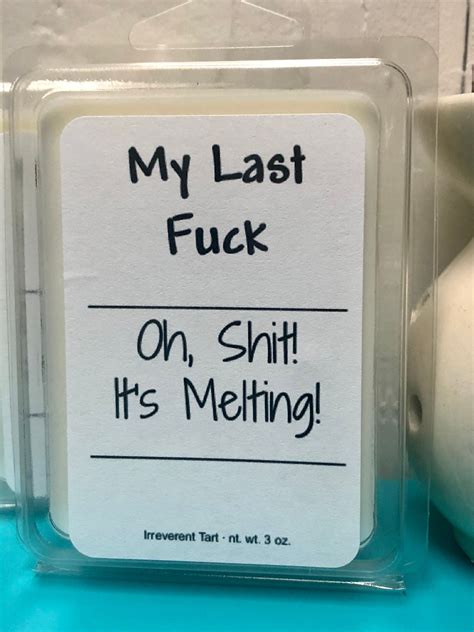 My Last
Fuck
Oh, Shit!
It's Melting!
Irreverent Tart · nt. wt. 3 oz.